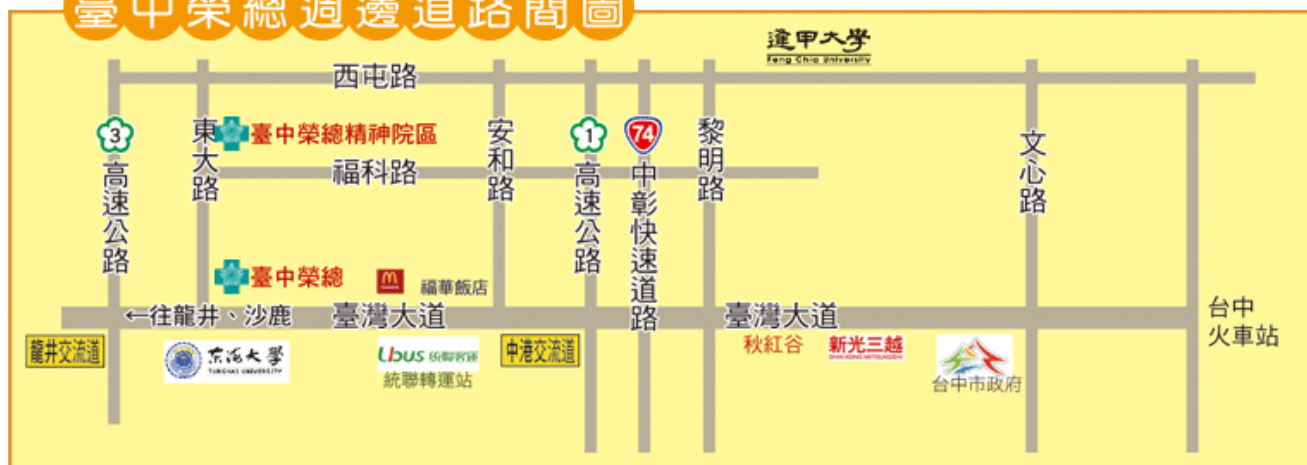 臺中榮總週邊道路簡圖
逢甲大學
Feng Chia University
西屯路
3
高速公路
東大路
臺中榮總精神院區
福科路
安和路
1
高速公路
74
中彰快速道路
黎明路
文心路
臺中榮總
福華飯店
←往龍井、沙鹿
臺灣大道
臺灣大道
台中
火車站
龍井交流道
东海大學
TUNGHAI UNIVERSITY
Ubus 統聯客運
統聯轉運站
中港交流道
秋紅谷
新光三越
SHIN KONG MITSUKOSHI
台中市政府